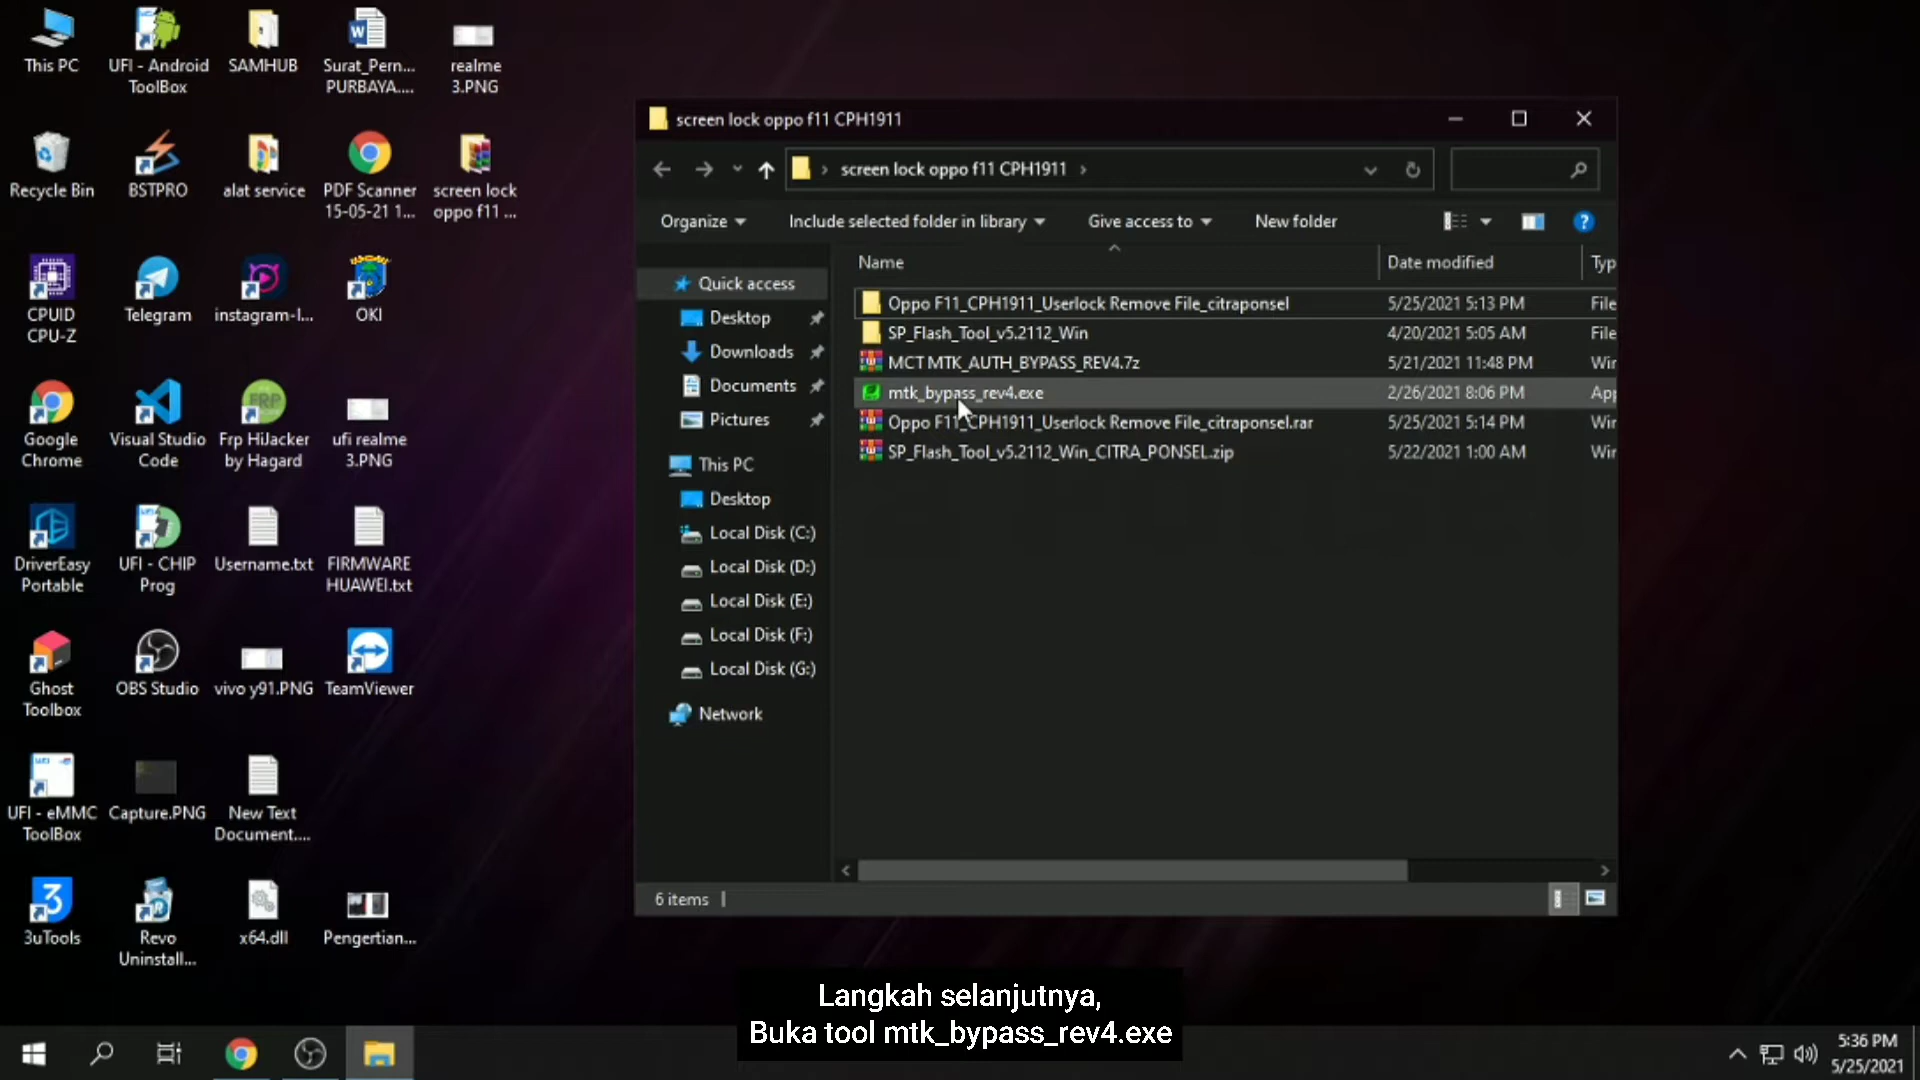 This PC
UFI - Android
ToolBox
SAMHUB
Surat_Pern...
PURBAYA....
realme
3.PNG
Recycle Bin
BSTPRO
alat service
PDF Scanner
15-05-21 1...
screen lock
oppo f11 ...
CPUID
CPU-Z
Telegram
instagram-l...
OKI
Google
Chrome
Visual Studio
Code
Frp HiJacker
by Hagard
ufi realme
3.PNG
DriverEasy
Portable
UFI - CHIP
Prog
Username.txt
FIRMWARE
HUAWEI.txt
Ghost
Toolbox
OBS Studio
vivo y91.PNG
TeamViewer
UFI - eMMC
ToolBox
Capture.PNG
New Text
Document....
3uTools
Revo
Uninstall...
x64.dll
Pengertian...
screen lock oppo f11 CPH1911
screen lock oppo f11 CPH1911
Organize
Include selected folder in library
Give access to
New folder
Name
Date modified
Typ
Quick access
Desktop
Downloads
Documents
Pictures
This PC
Desktop
Local Disk (C:)
Local Disk (D:)
Local Disk (E:)
Local Disk (F:)
Local Disk (G:)
Network
Oppo F11_CPH1911_Userlock Remove File_citraponsel 5/25/2021 5:13 PM File
SP_Flash_Tool_v5.2112_Win 4/20/2021 5:05 AM File
MCT MTK_AUTH_BYPASS_REV4.7z 5/21/2021 11:48 PM Win
mtk_bypass_rev4.exe 2/26/2021 8:06 PM App
Oppo F11_CPH1911_Userlock Remove File_citraponsel.rar 5/25/2021 5:14 PM Win
SP_Flash_Tool_v5.2112_Win_CITRA_PONSEL.zip 5/22/2021 1:00 AM Win
6 items
Langkah selanjutnya,
Buka tool mtk_bypass_rev4.exe
5:36 PM
5/25/2021